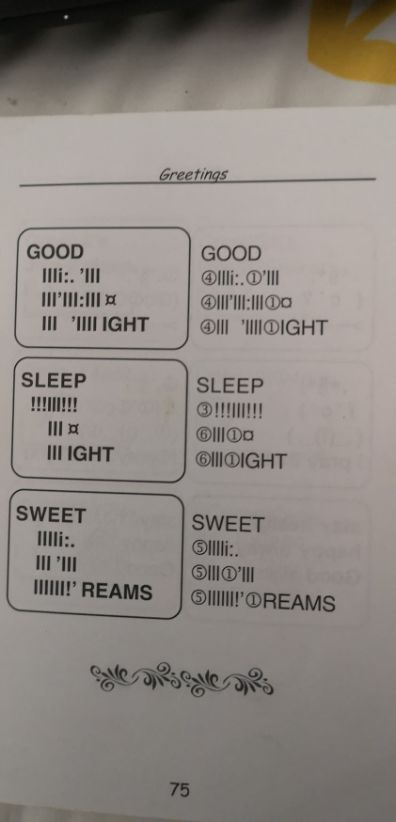 Greetings
GOOD
IIIi:. 'III
III'III:III ¤
III 'IIII IGHT
GOOD
④IIIi:.①'III
④III'III:III①¤
④III 'IIII①IGHT
SLEEP
!!!III!!!
III ¤
III IGHT
SLEEP
③!!!III!!!
⑥III①¤
⑥III①IGHT
SWEET
IIIIi:.
III 'III
IIIIII!' REAMS
SWEET
⑤IIIIi:.
⑤III①'III
⑤IIIIII!'①REAMS
75